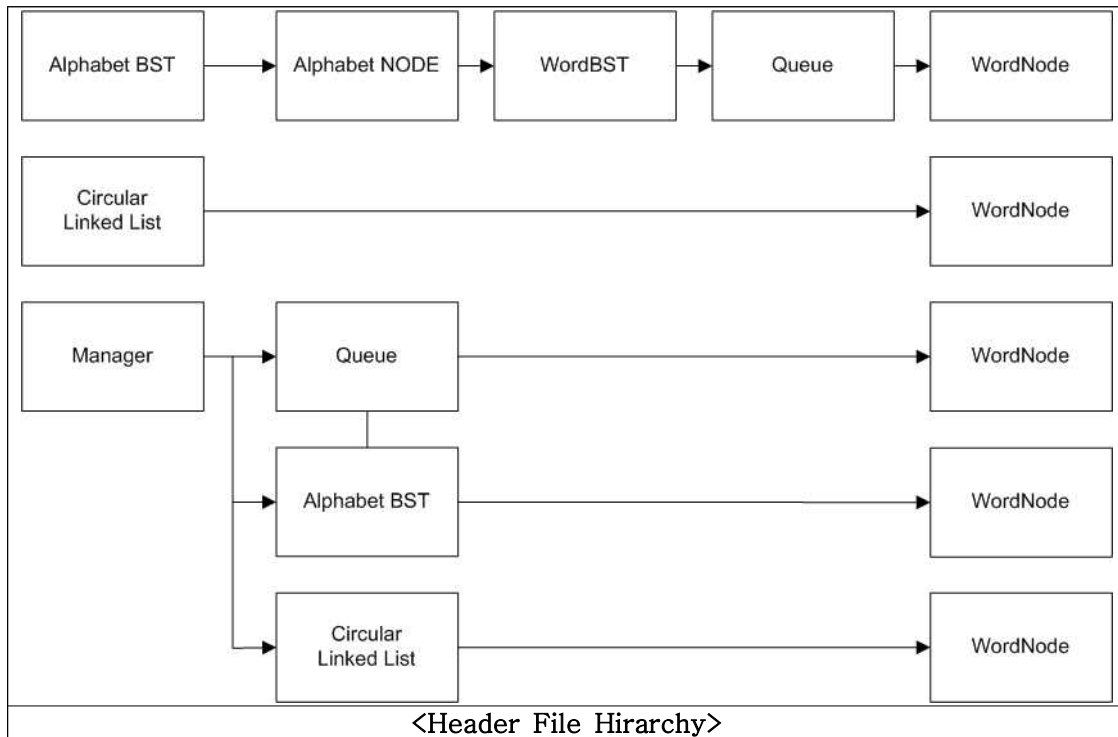 Alphabet BST
Alphabet NODE
WordBST
Queue
WordNode
Circular
Linked List
WordNode
Manager
Queue
WordNode
Alphabet BST
WordNode
Circular
Linked List
WordNode
<Header File Hirarchy>